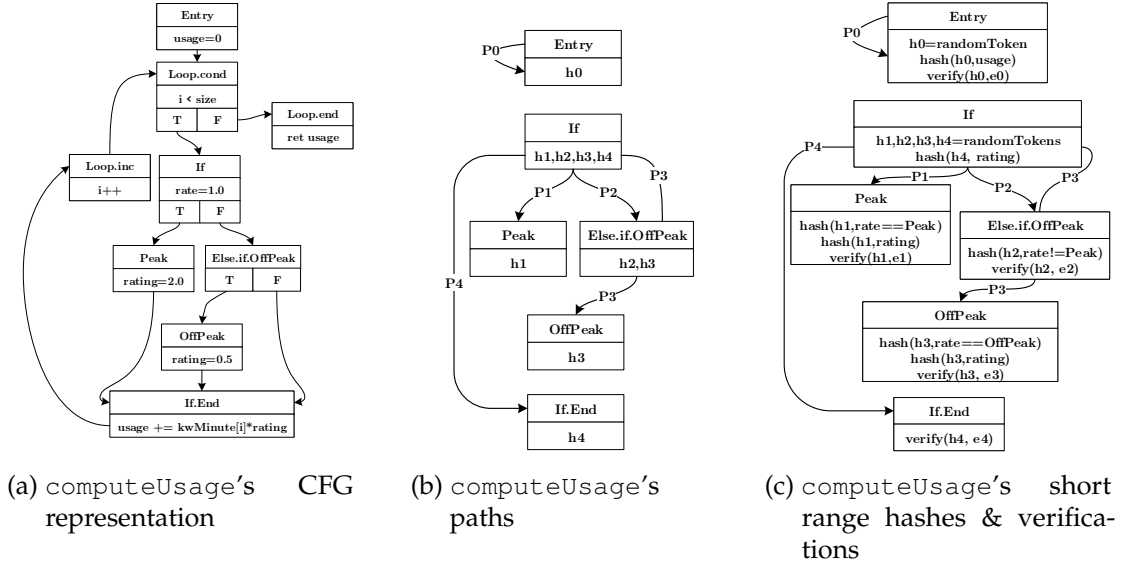 Entry
usage=0
Loop.cond
i < size
T F
Loop.end
ret usage
Loop.inc
i++
If
rate=1.0
T F
Peak
rating=2.0
Else.if.OffPeak
T F
OffPeak
rating=0.5
If.End
usage += kwMinute[i]*rating
(a) computeUsage's CFG
representation
P0
Entry
h0
If
h1,h2,h3,h4
P1
P2
P3
Peak
h1
Else.if.OffPeak
h2,h3
P4
P3
OffPeak
h3
If.End
h4
(b) computeUsage's
paths
P0
Entry
h0=randomToken
hash(h0,usage)
verify(h0,e0)
If
h1,h2,h3,h4=randomTokens
hash(h4, rating)
P4
P1
P2
P3
Peak
hash(h1,rate==Peak)
hash(h1,rating)
verify(h1,e1)
Else.if.OffPeak
hash(h2,rate!=Peak)
verify(h2, e2)
P3
OffPeak
hash(h3,rate==OffPeak)
hash(h3,rating)
verify(h3, e3)
If.End
verify(h4, e4)
(c) computeUsage's short
range hashes & verifica-
tions